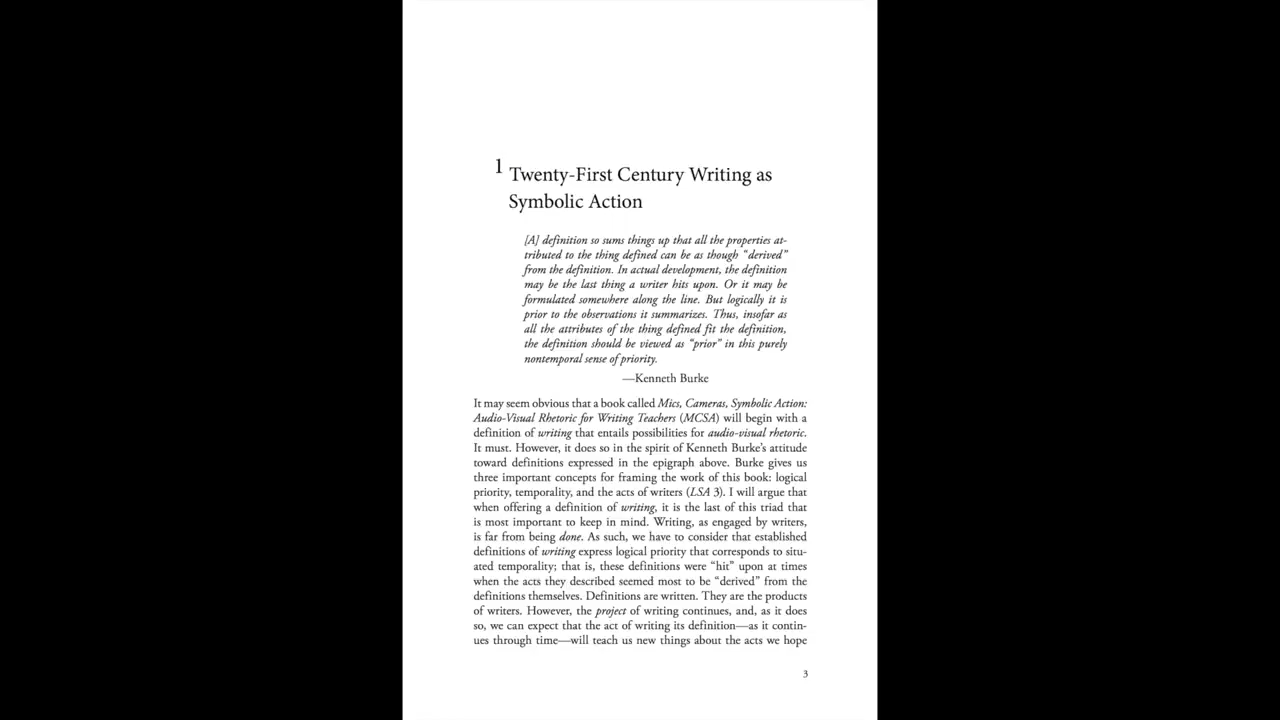 1 Twenty-First Century Writing as
Symbolic Action
[A] definition so sums things up that all the properties at-
tributed to the thing defined can be as though “derived”
from the definition. In actual development, the definition
may be the last thing a writer hits upon. Or it may be
formulated somewhere along the line. But logically it is
prior to the observations it summarizes. Thus, insofar as
all the attributes of the thing defined fit the definition,
the definition should be viewed as “prior” in this purely
nontemporal sense of priority.
—Kenneth Burke
It may seem obvious that a book called Mics, Cameras, Symbolic Action:
Audio-Visual Rhetoric for Writing Teachers (MCSA) will begin with a
definition of writing that entails possibilities for audio-visual rhetoric.
It must. However, it does so in the spirit of Kenneth Burke’s attitude
toward definitions expressed in the epigraph above. Burke gives us
three important concepts for framing the work of this book: logical
priority, temporality, and the acts of writers (LSA 3). I will argue that
when offering a definition of writing, it is the last of this triad that
is most important to keep in mind. Writing, as engaged by writers,
is far from being done. As such, we have to consider that established
definitions of writing express logical priority that corresponds to situ-
ated temporality; that is, these definitions were “hit” upon at times
when the acts they described seemed most to be “derived” from the
definitions themselves. Definitions are written. They are the products
of writers. However, the project of writing continues, and, as it does
so, we can expect that the act of writing its definition—as it contin-
ues through time—will teach us new things about the acts we hope
3